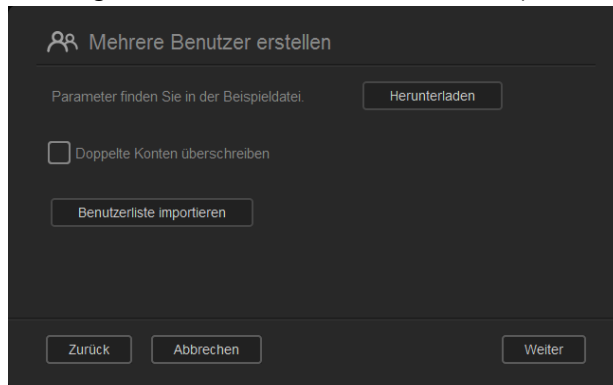 Mehrere Benutzer erstellen
Parameter finden Sie in der Beispieldatei. Herunterladen
Doppelte Konten überschreiben
Benutzerliste importieren
Zurück Abbrechen Weiter